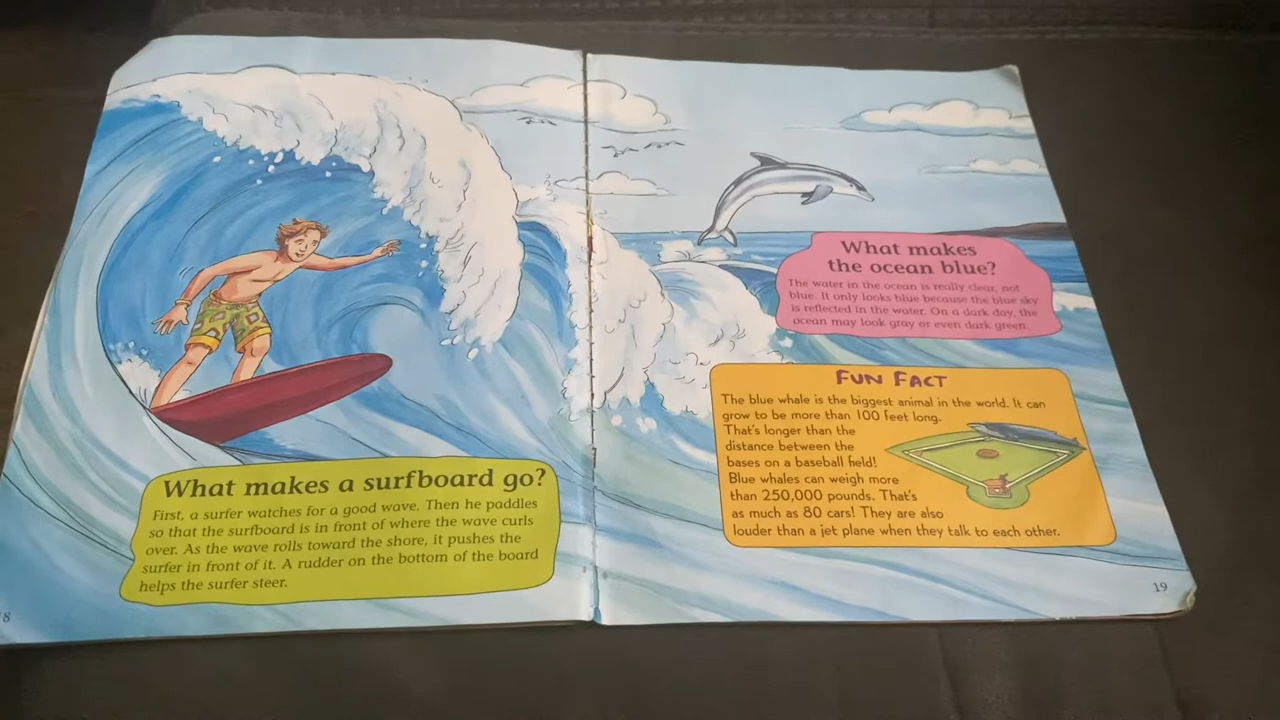 What makes a surfboard go?
First, a surfer watches for a good wave. Then he paddles
so that the surfboard is in front of where the wave curls
over. As the wave rolls toward the shore, it pushes the
surfer in front of it. A rudder on the bottom of the board
helps the surfer steer.
8
What makes
the ocean blue?
The water in the ocean is really clear, not
blue. It only looks blue because the blue sky
is reflected in the water. On a dark day, the
ocean may look gray or even dark green.
FUN FACT
The blue whale is the biggest animal in the world. It can
grow to be more than 100 feet long.
That's longer than the
distance between the
bases on a baseball field!
Blue whales can weigh more
than 250,000 pounds. That's
as much as 80 cars! They are also
louder than a jet plane when they talk to each other.
19